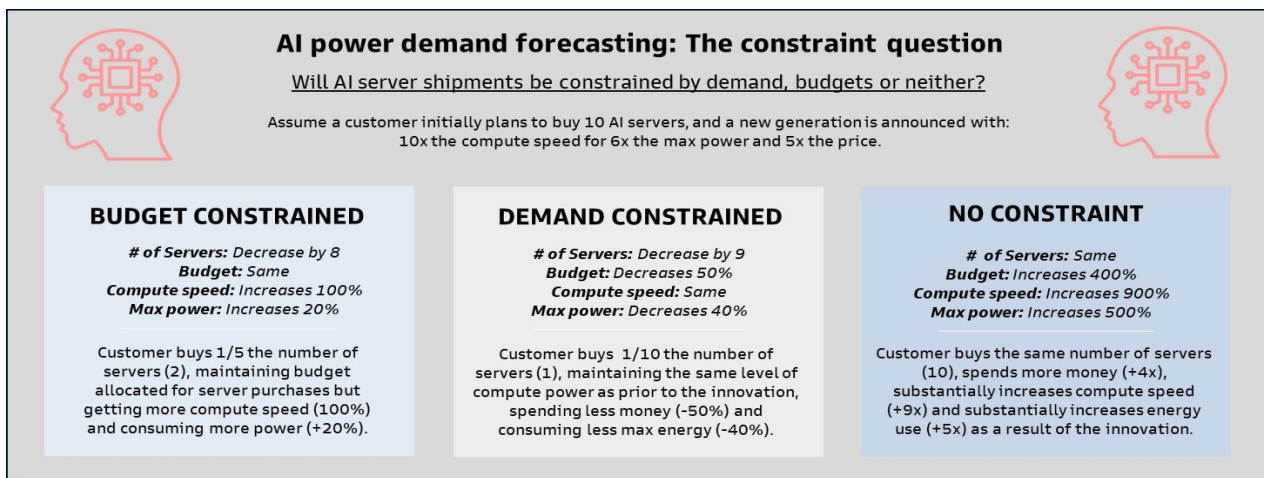 AI power demand forecasting: The constraint question
Will AI server shipments be constrained by demand, budgets or neither?
Assume a customer initially plans to buy 10 AI servers, and a new generation is announced with:
10x the compute speed for 6x the max power and 5x the price.
BUDGET CONSTRAINED
# of Servers: Decrease by 8
Budget: Same
Compute speed: Increases 100%
Max power: Increases 20%
Customer buys 1/5 the number of
servers (2), maintaining budget
allocated for server purchases but
getting more compute speed (100%)
and consuming more power (+20%).
DEMAND CONSTRAINED
# of Servers: Decrease by 9
Budget: Decreases 50%
Compute speed: Same
Max power: Decreases 40%
Customer buys 1/10 the number of
servers (1), maintaining the same level of
compute power as prior to the innovation,
spending less money (-50%) and
consuming less max energy (-40%).
NO CONSTRAINT
# of Servers: Same
Budget: Increases 400%
Compute speed: Increases 900%
Max power: Increases 500%
Customer buys the same number of servers
(10), spends more money (+4x),
substantially increases compute speed
(+9x) and substantially increases energy
use (+5x) as a result of the innovation.